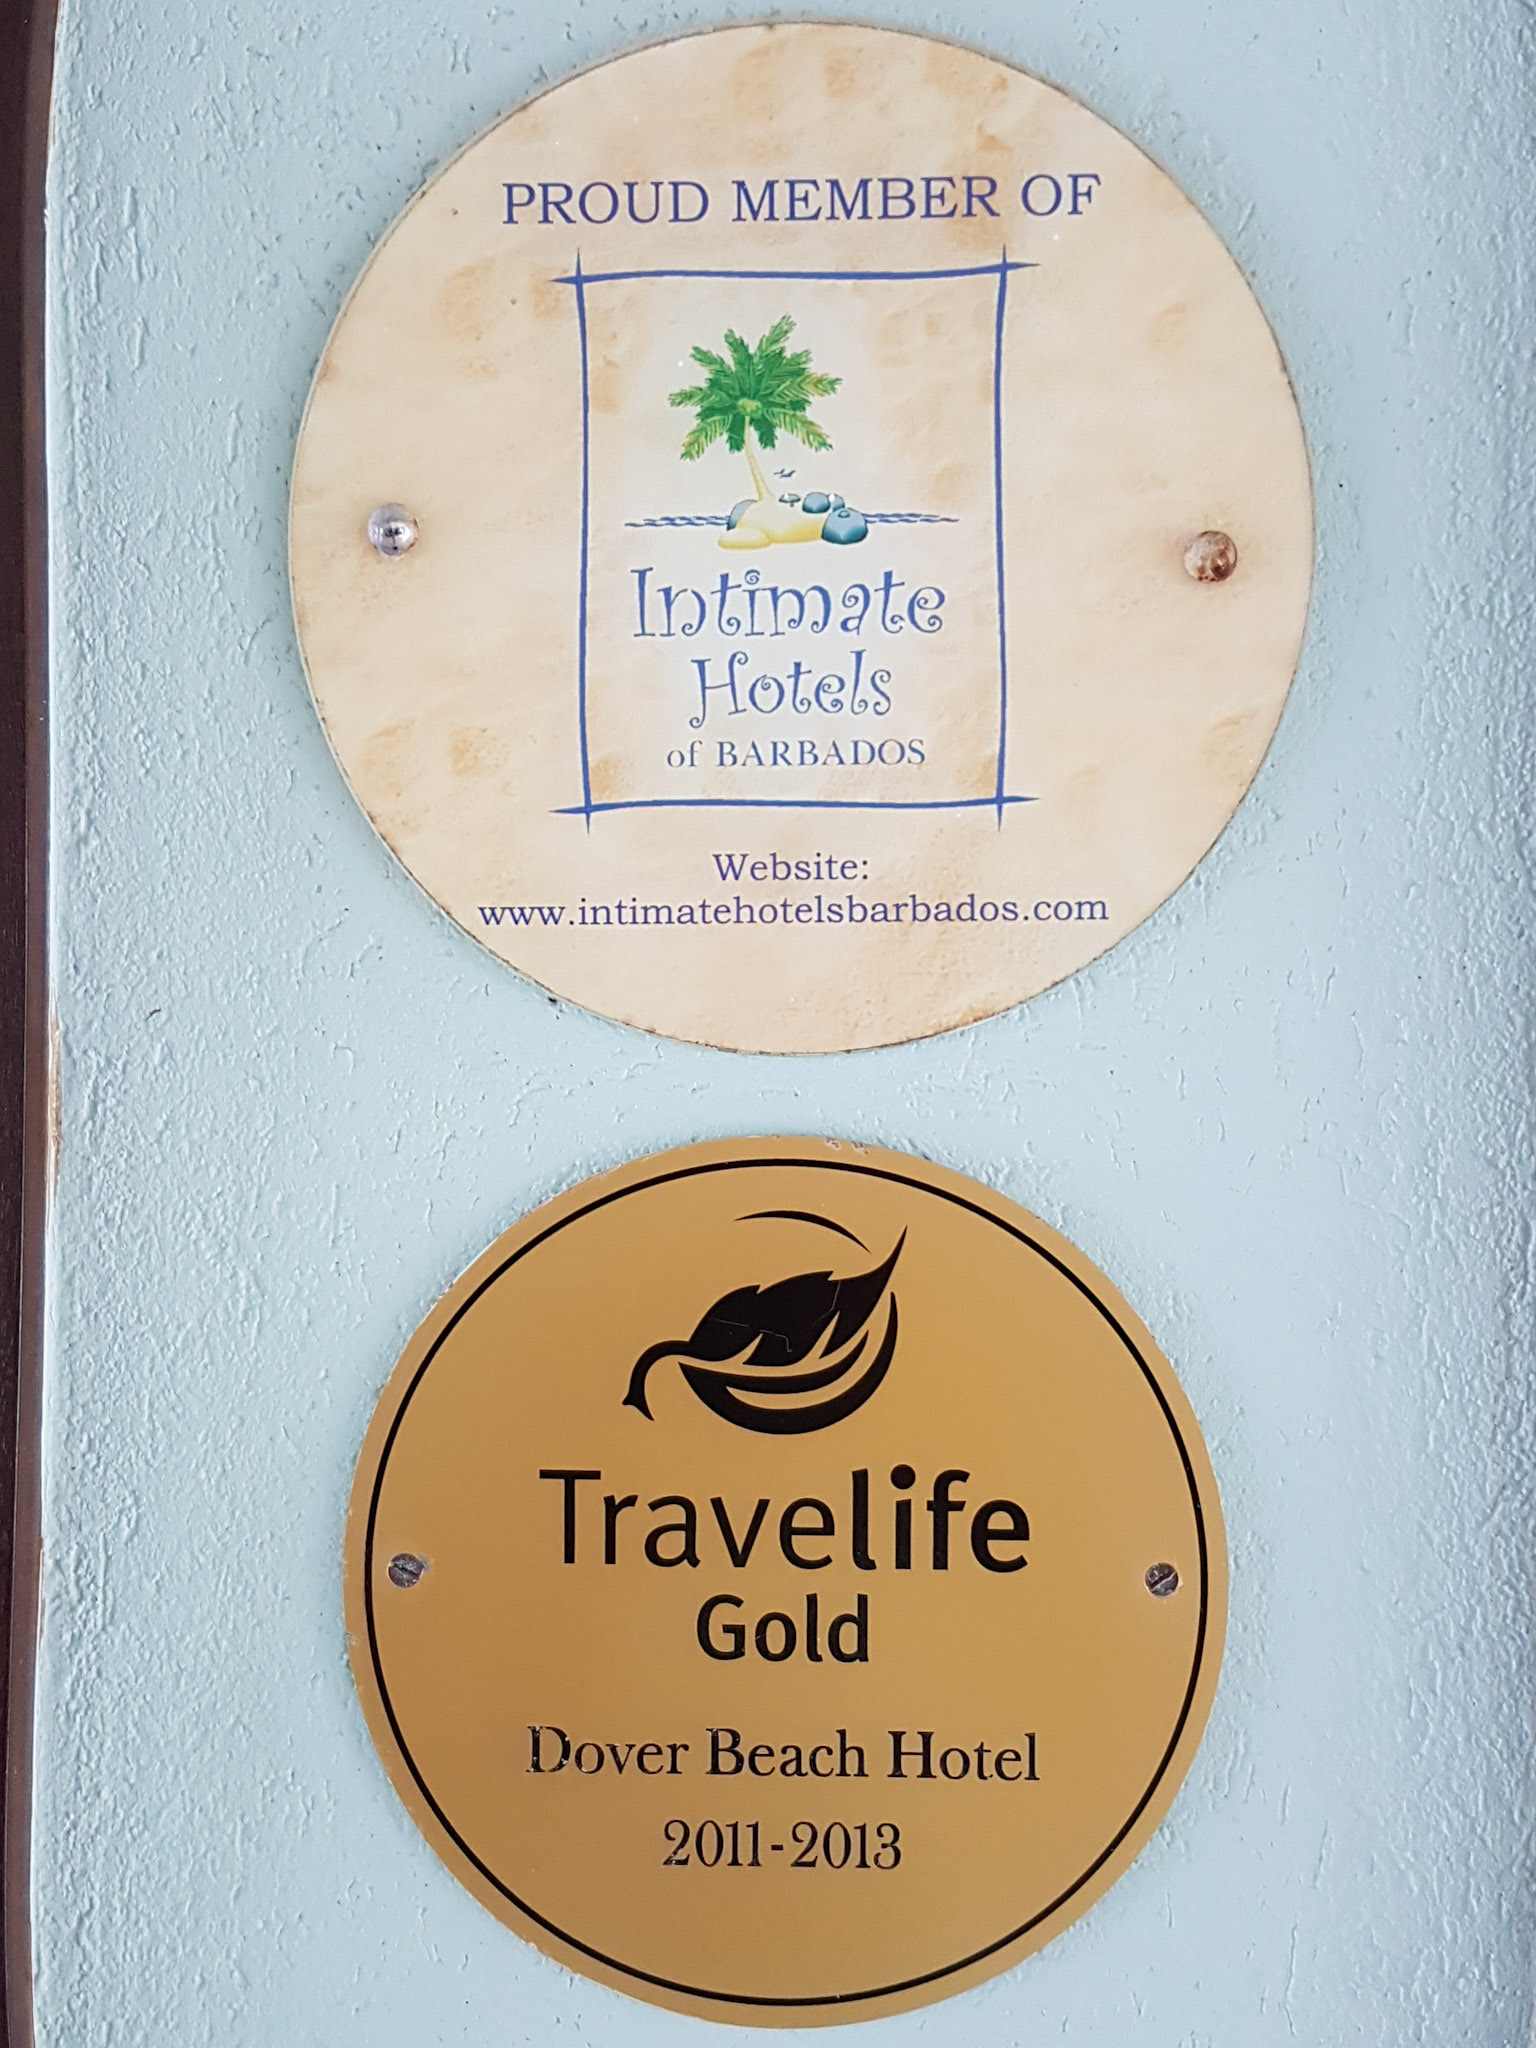 PROUD MEMBER OF
Intimate
Hotels
of BARBADOS
Website:
www.intimatehotelsbarbados.com
Travelife
Gold
Dover Beach Hotel
2011-2013